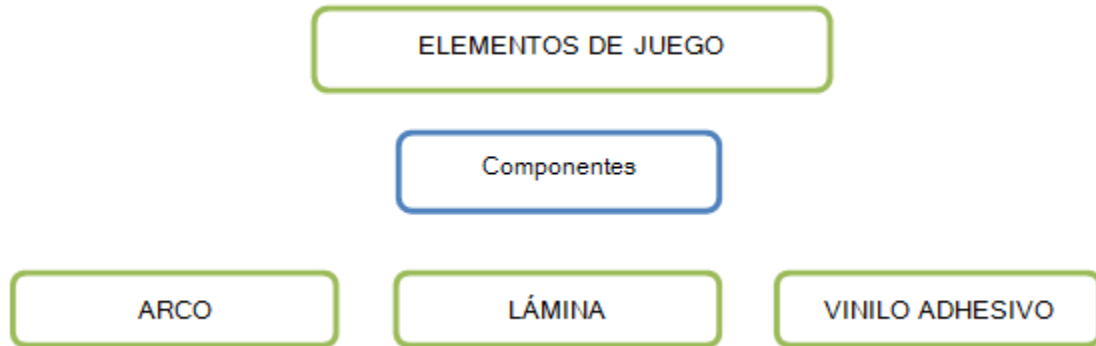 ELEMENTOS DE JUEGO
Componentes
ARCO
LÁMINA
VINILO ADHESIVO